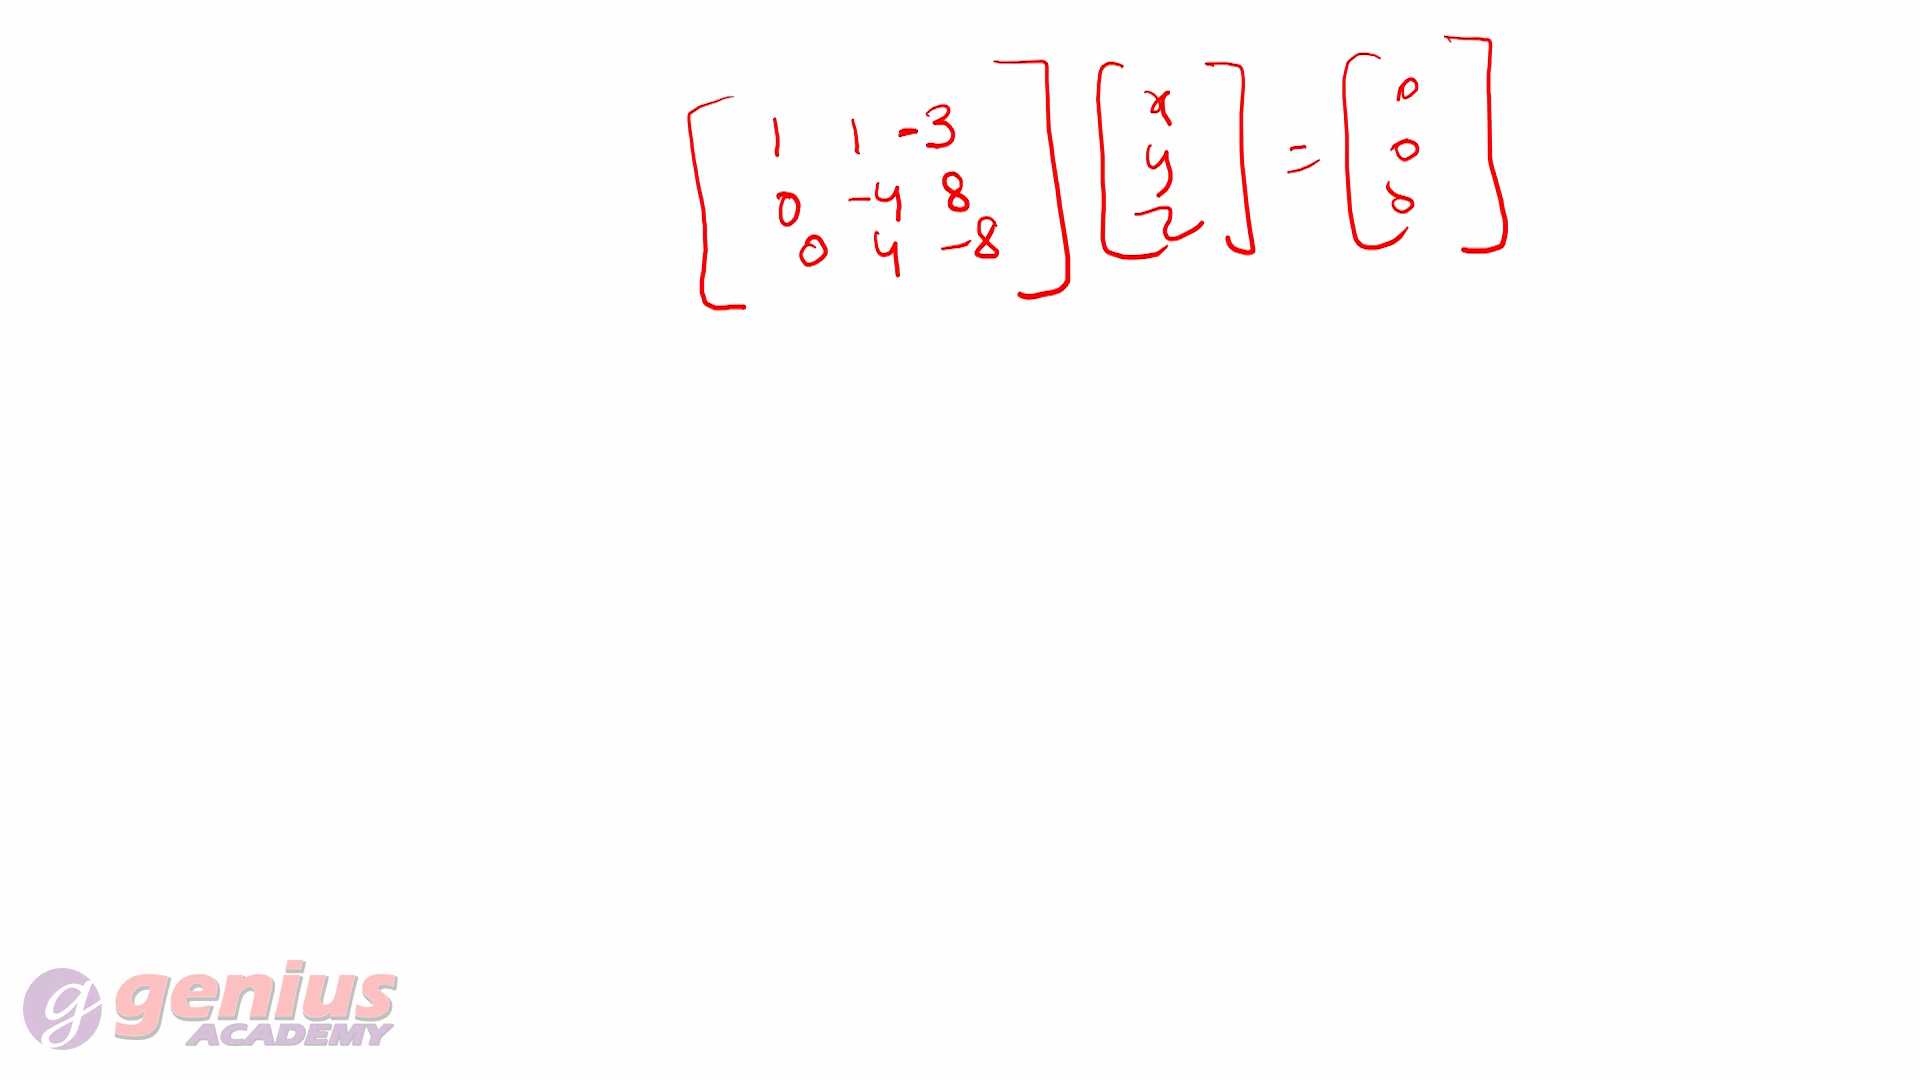 [ 1 1 -3 ] [ x ] = [ 0 ]
[ 0 -4 8 ] [ y ] [ 0 ]
[ 0 4 -8 ] [ z ] [ 0 ]
g genius
ACADEMY